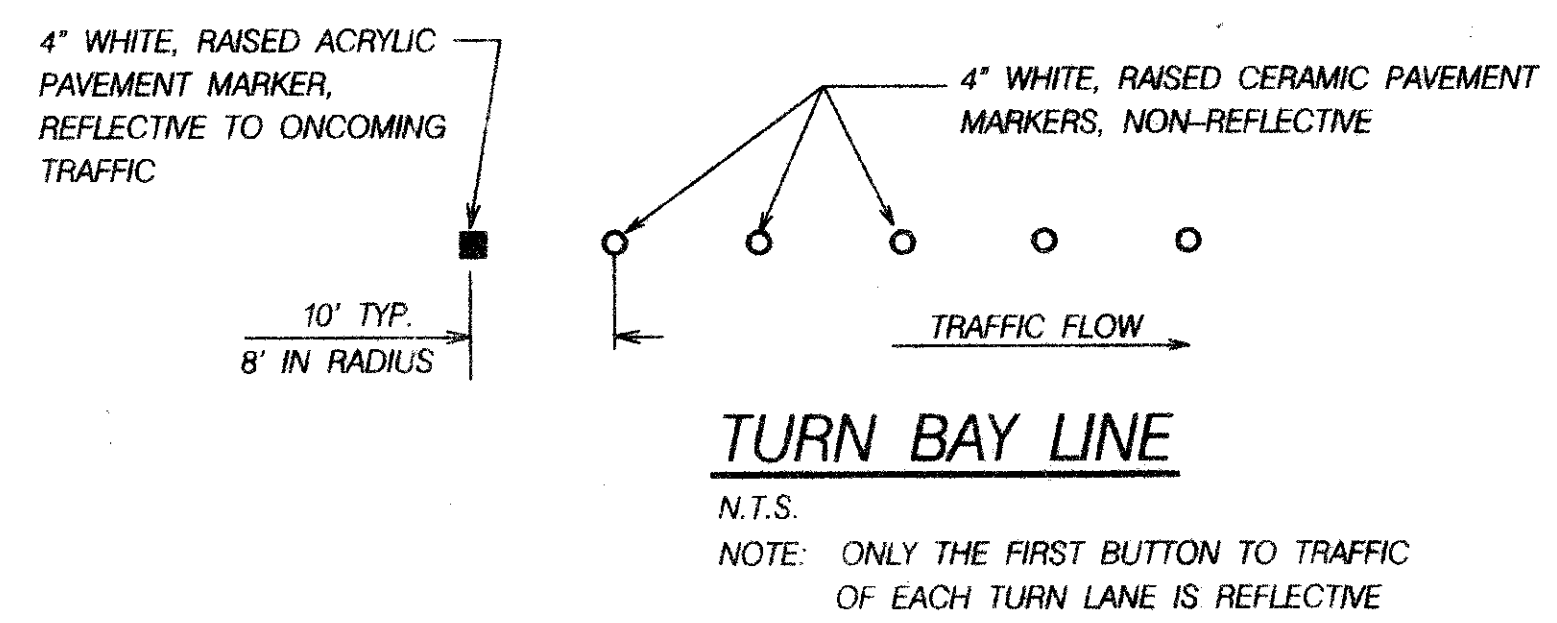 4" WHITE, RAISED ACRYLIC
PAVEMENT MARKER,
REFLECTIVE TO ONCOMING
TRAFFIC
4" WHITE, RAISED CERAMIC PAVEMENT
MARKERS, NON-REFLECTIVE
10' TYP.
8' IN RADIUS
TRAFFIC FLOW
TURN BAY LINE
N.T.S.
NOTE: ONLY THE FIRST BUTTON TO TRAFFIC
OF EACH TURN LANE IS REFLECTIVE